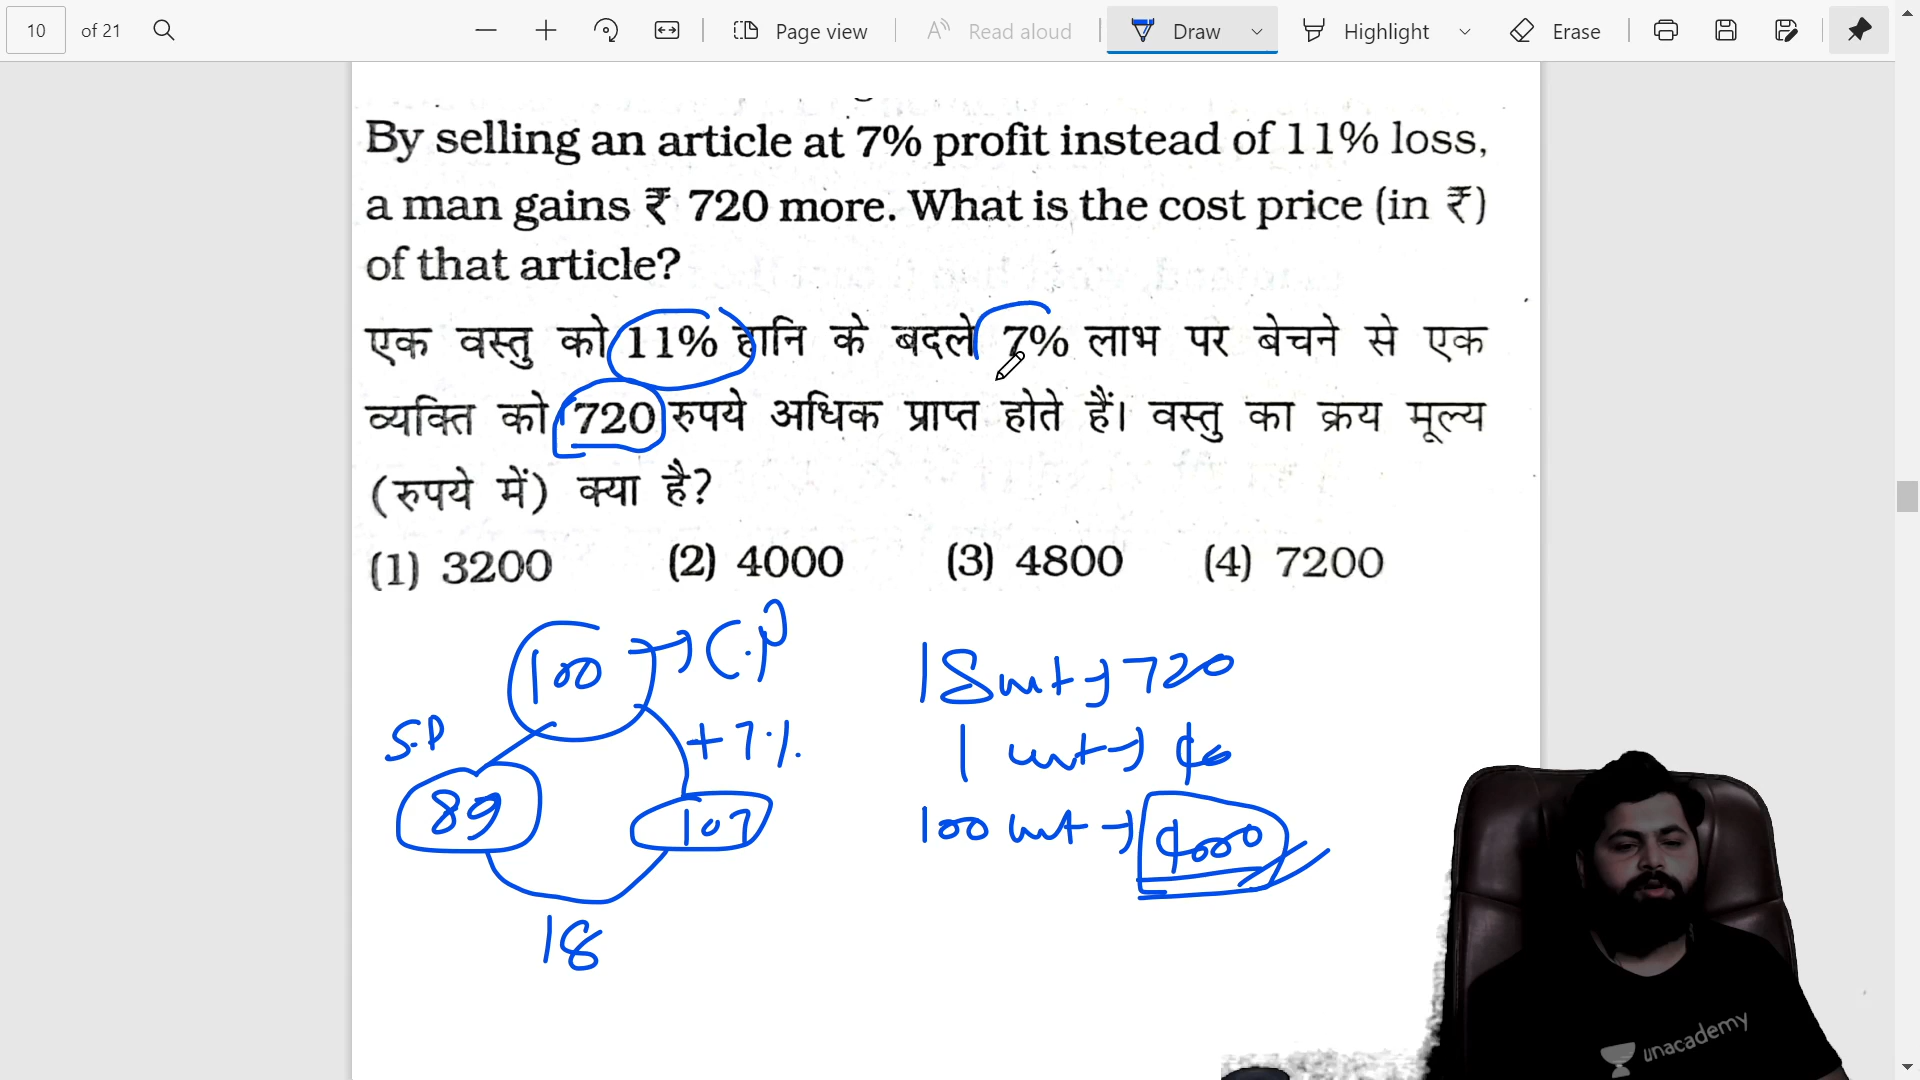 10 of 21 Page view Read aloud Draw Highlight Erase
By selling an article at 7% profit instead of 11% loss,
a man gains ₹ 720 more. What is the cost price (in ₹)
of that article?
एक वस्तु को 11% हानि के बदले 7% लाभ पर बेचने से एक
व्यक्ति को 720 रुपये अधिक प्राप्त होते हैं। वस्तु का क्रय मूल्य
(रुपये में) क्या है?
(1) 3200 (2) 4000 (3) 4800 (4) 7200
100 → C.P
S.P +7%
89 107
18
18 unit → 720
1 unit → 40
100 unit → 4000
unacademy